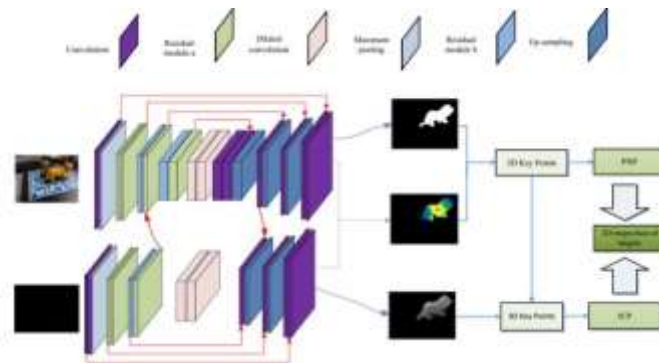 Convolution
Residual
module a
Dilated
convolution
Maximum
pooling
Residual
module b
Up-sampling
2D Key Points
PNP
3D Key Points
ICP